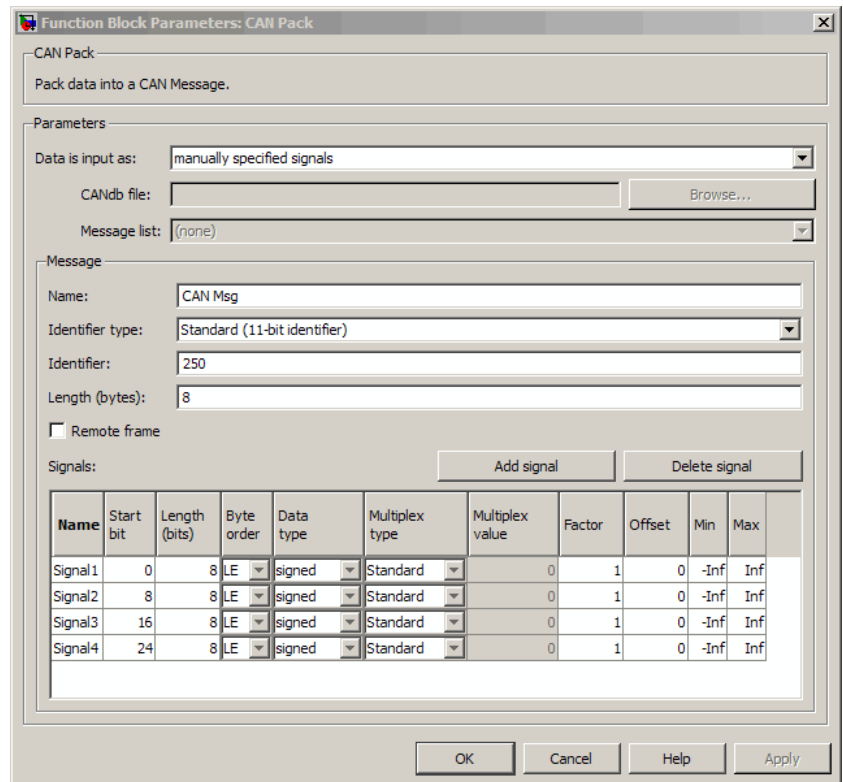 Function Block Parameters: CAN Pack
CAN Pack
Pack data into a CAN Message.
Parameters
Data is input as: manually specified signals
CANdb file: Browse...
Message list: (none)
Message
Name: CAN Msg
Identifier type: Standard (11-bit identifier)
Identifier: 250
Length (bytes): 8
Remote frame
Signals: Add signal Delete signal
Name Start bit Length (bits) Byte order Data type Multiplex type Multiplex value Factor Offset Min Max
Signal1 0 8 LE signed Standard 0 1 0 -Inf Inf
Signal2 8 8 LE signed Standard 0 1 0 -Inf Inf
Signal3 16 8 LE signed Standard 0 1 0 -Inf Inf
Signal4 24 8 LE signed Standard 0 1 0 -Inf Inf
OK Cancel Help Apply